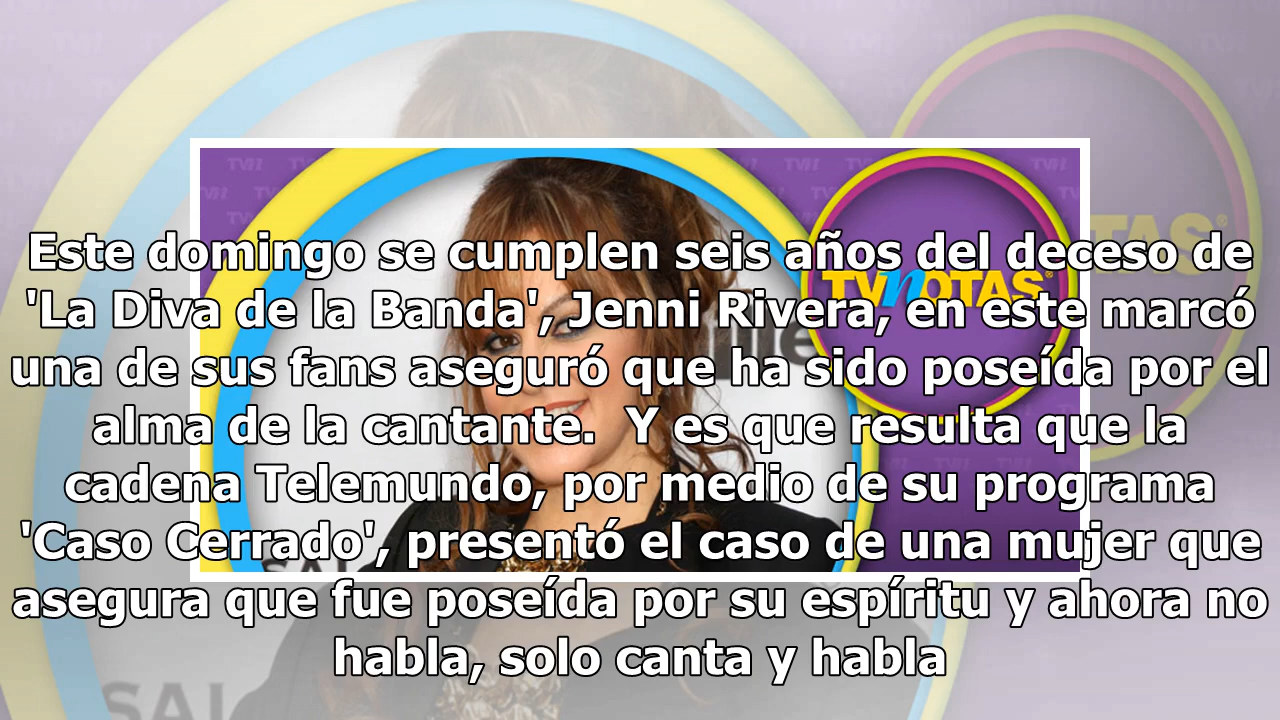 Este domingo se cumplen seis años del deceso de
'La Diva de la Banda', Jenni Rivera, en este marcó
una de sus fans aseguró que ha sido poseída por el
alma de la cantante.  Y es que resulta que la
cadena Telemundo, por medio de su programa
'Caso Cerrado', presentó el caso de una mujer que
asegura que fue poseída por su espíritu y ahora no
habla, solo canta y habla
TVNOTAS